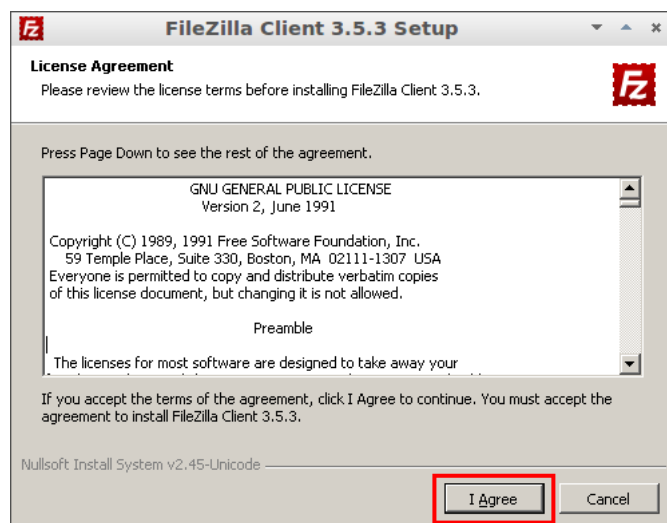 FileZilla Client 3.5.3 Setup
License Agreement
Please review the license terms before installing FileZilla Client 3.5.3.
Press Page Down to see the rest of the agreement.
GNU GENERAL PUBLIC LICENSE
Version 2, June 1991
Copyright (C) 1989, 1991 Free Software Foundation, Inc.
59 Temple Place, Suite 330, Boston, MA 02111-1307 USA
Everyone is permitted to copy and distribute verbatim copies
of this license document, but changing it is not allowed.
Preamble
The licenses for most software are designed to take away your
If you accept the terms of the agreement, click I Agree to continue. You must accept the
agreement to install FileZilla Client 3.5.3.
Nullsoft Install System v2.45-Unicode
I Agree
Cancel